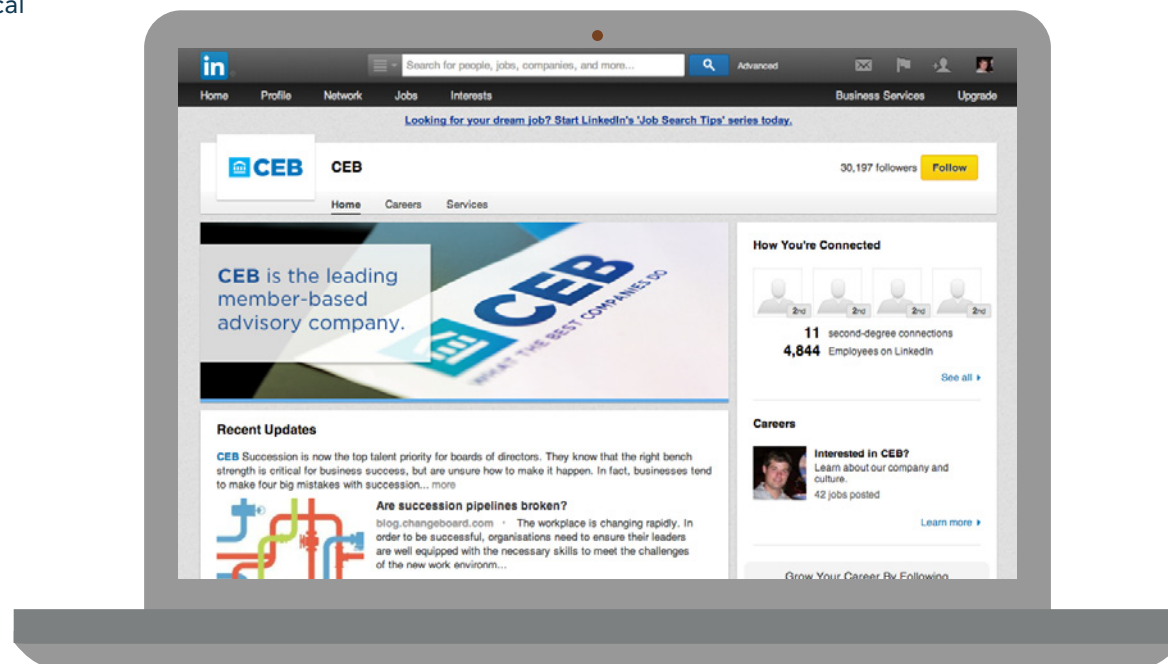 cal
in
Search for people, jobs, companies, and more...
Advanced
Home Profile Network Jobs Interests Business Services Upgrade
Looking for your dream job? Start LinkedIn's 'Job Search Tips' series today.
CEB
CEB
30,197 followers
Follow
Home Careers Services
CEB is the leading
member-based
advisory company.
CEB
WHAT THE BEST COMPANIES DO
How You're Connected
2nd 2nd 2nd 2nd
11 second-degree connections
4,844 Employees on LinkedIn
See all
Recent Updates
CEB Succession is now the top talent priority for boards of directors. They know that the right bench
strength is critical for business success, but are unsure how to make it happen. In fact, businesses tend
to make four big mistakes with succession... more
Are succession pipelines broken?
blog.changeboard.com · The workplace is changing rapidly. In
order to be successful, organisations need to ensure their leaders
are well equipped with the necessary skills to meet the challenges
of the new work environm...
Careers
Interested in CEB?
Learn about our company and
culture.
42 jobs posted
Learn more
Grow Your Career By Following